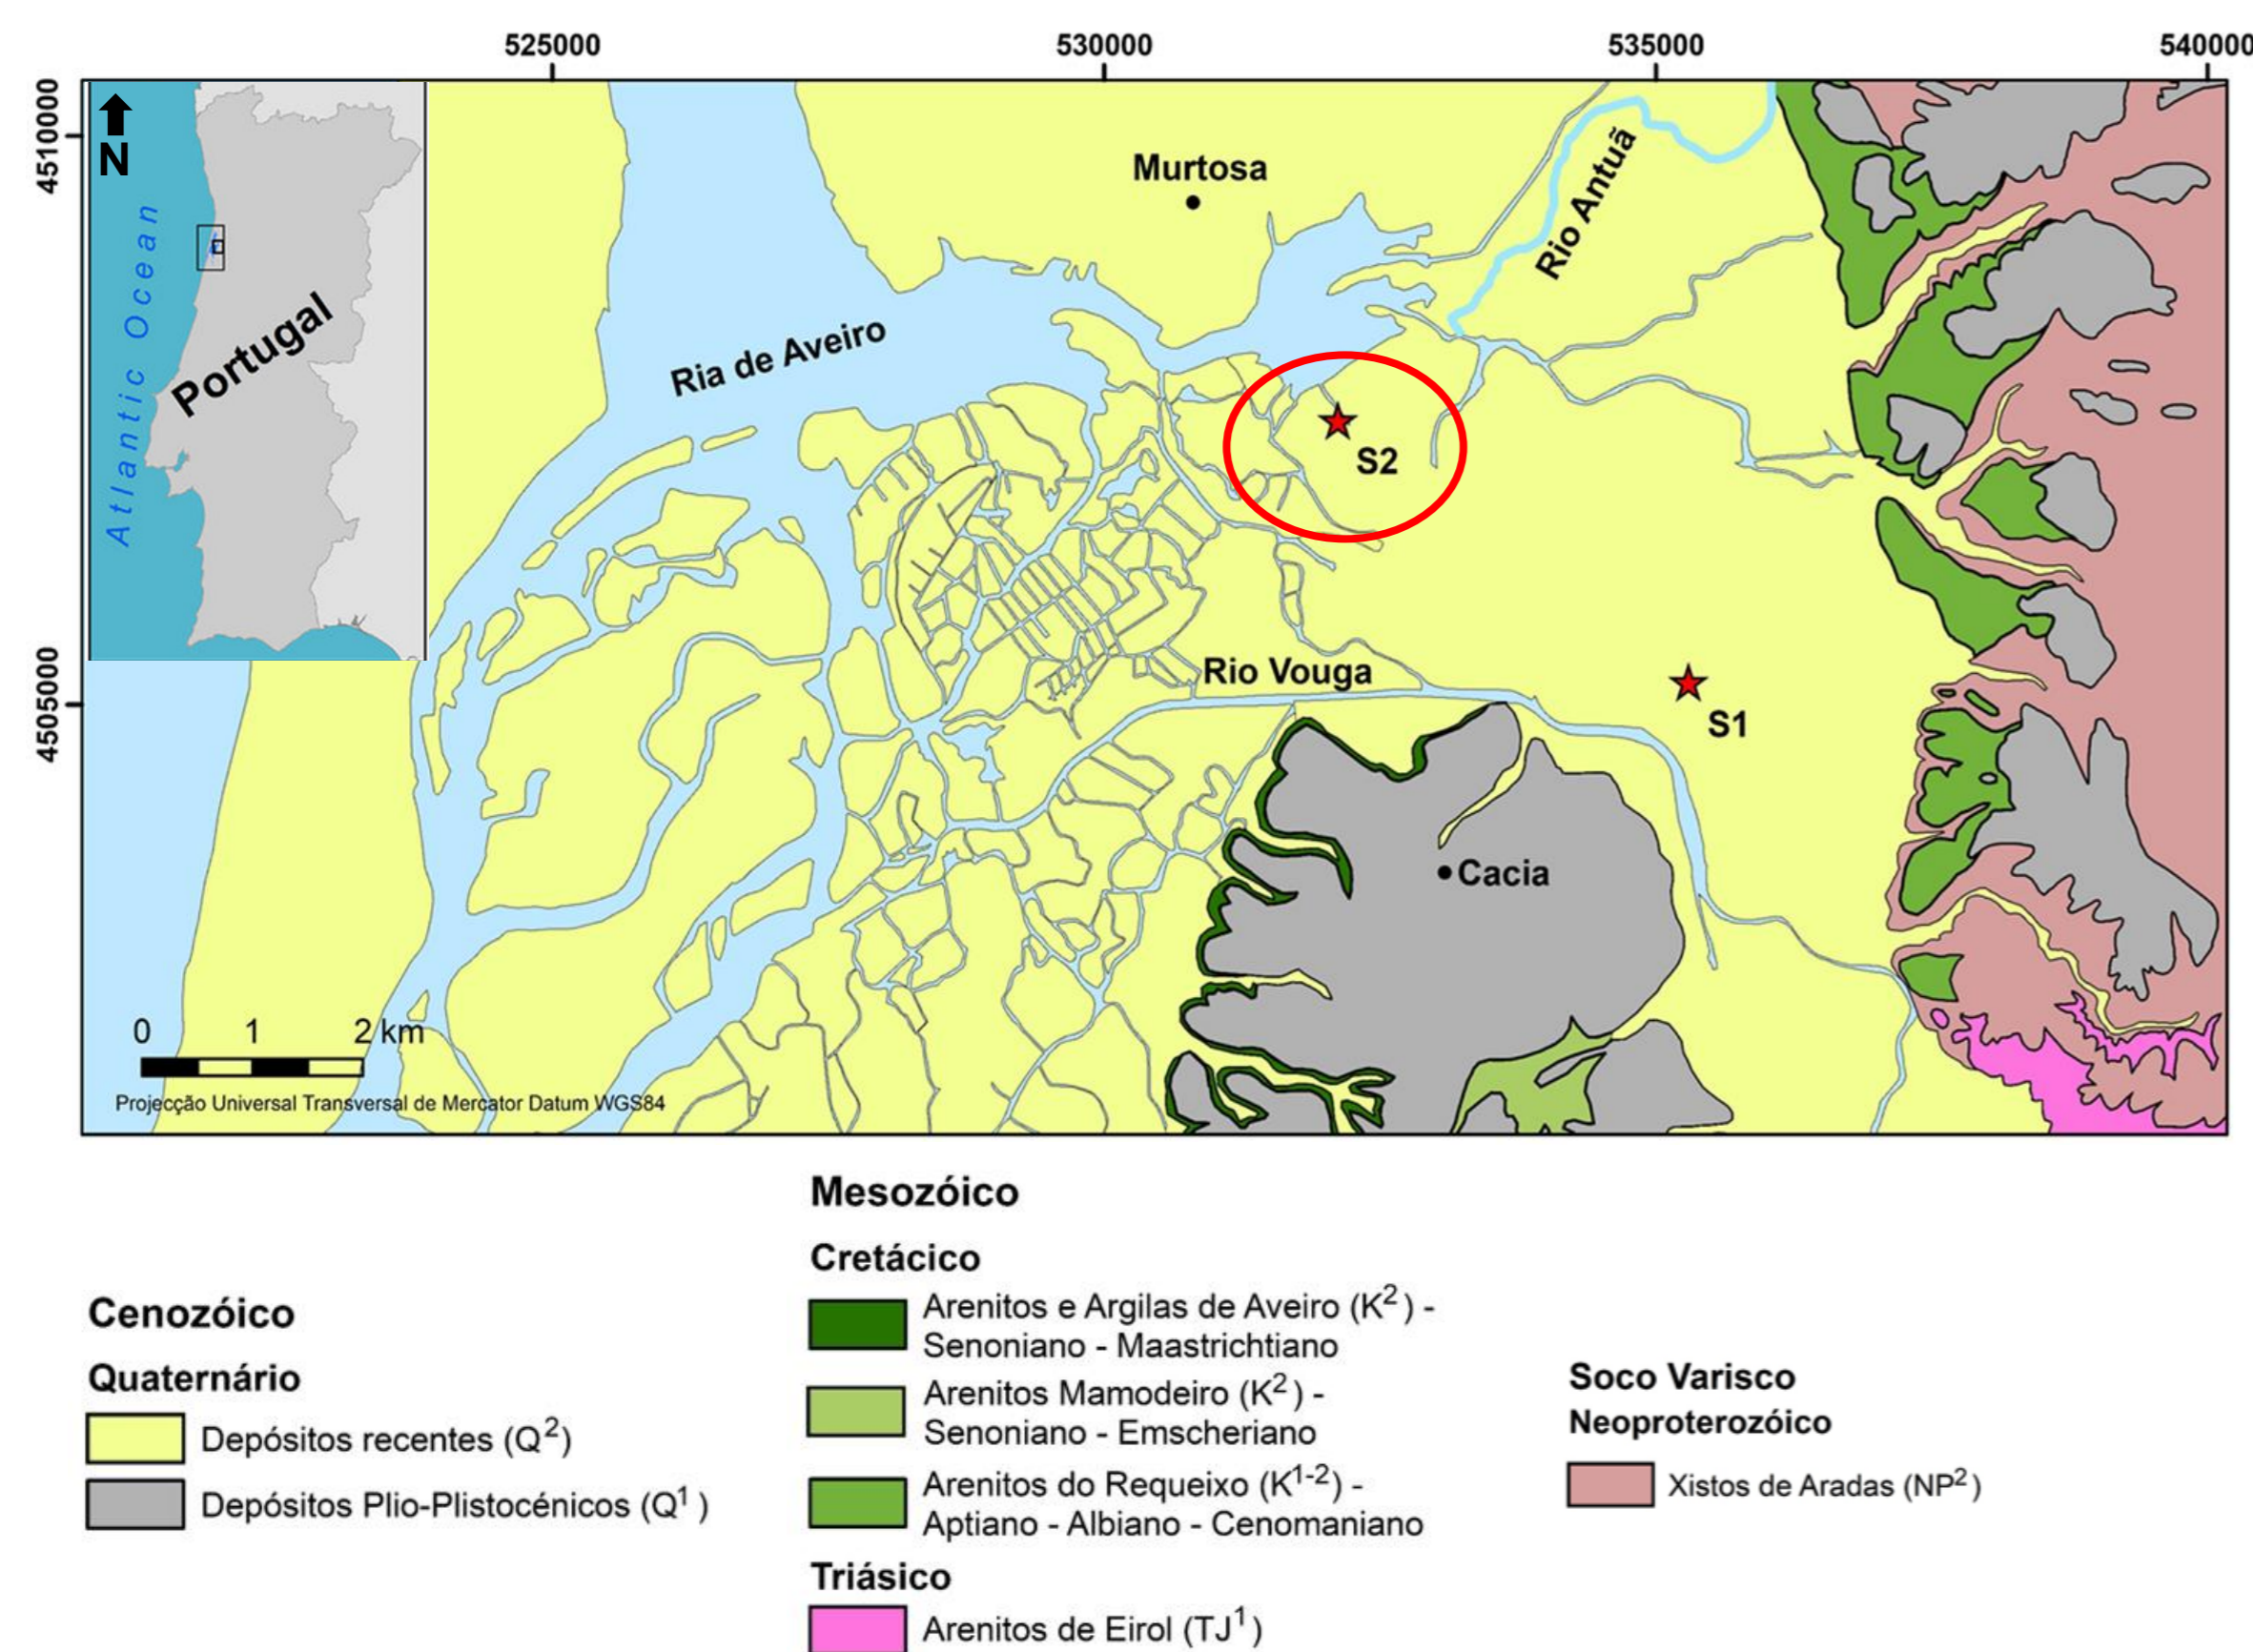 525000
530000
535000
540000
4510000
4505000
N
Atlantic Ocean
Portugal
Murtosa
Rio Antuã
Ria de Aveiro
S2
Rio Vouga
S1
Cacia
0 1 2 km
Projecção Universal Transversal de Mercator Datum WGS84
Cenozóico
Quaternário
Depósitos recentes (Q²)
Depósitos Plio-Plistocénicos (Q¹ )
Mesozóico
Cretácico
Arenitos e Argilas de Aveiro (K² ) -
Senoniano - Maastrichtiano
Arenitos Mamodeiro (K² ) -
Senoniano - Emscheriano
Arenitos do Requeixo (K¹⁻²) -
Aptiano - Albiano - Cenomaniano
Triásico
Arenitos de Eirol (TJ¹ )
Soco Varisco
Neoproterozóico
Xistos de Aradas (NP²)